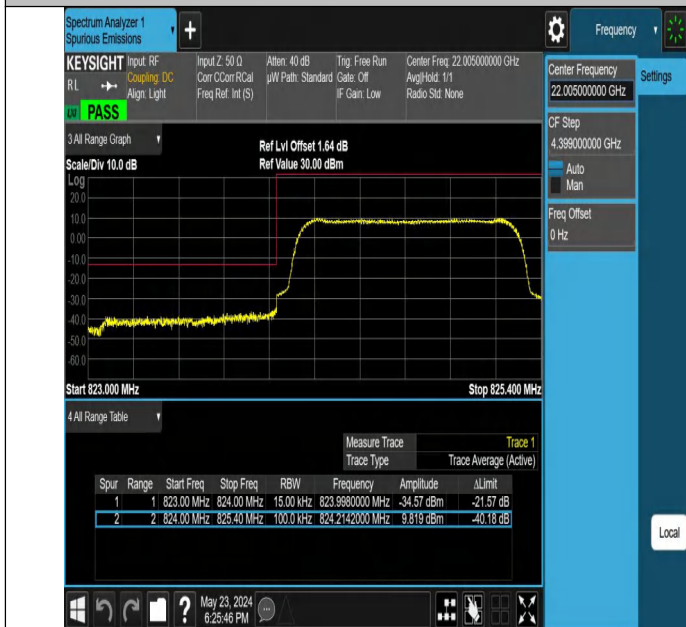 Spectrum Analyzer 1
Spurious Emissions
+
Frequency
KEYSIGHT
RL
Input: RF
Coupling: DC
Align: Light
Input Z: 50 Ω
Corr CCorr RCal
Freq Ref: Int (S)
Atten: 40 dB
µW Path: Standard
Trig: Free Run
Gate: Off
IF Gain: Low
Center Freq: 22.005000000 GHz
Avg|Hold: 1/1
Radio Std: None
PASS
Center Frequency
22.005000000 GHz
Settings
CF Step
4.399000000 GHz
Auto
Man
Freq Offset
0 Hz
Local
3 All Range Graph
Ref Lvl Offset 1.64 dB
Scale/Div 10.0 dB
Ref Value 30.00 dBm
Log
20.0
10.0
0.00
-10.0
-20.0
-30.0
-40.0
-50.0
-60.0
Start 823.000 MHz
Stop 825.400 MHz
4 All Range Table
Measure Trace Trace 1
Trace Type Trace Average (Active)
Spur Range Start Freq Stop Freq RBW Frequency Amplitude ΔLimit
1 1 823.00 MHz 824.00 MHz 15.00 kHz 823.9980000 MHz -34.57 dBm -21.57 dB
2 2 824.00 MHz 825.40 MHz 100.0 kHz 824.2142000 MHz 9.819 dBm -40.18 dB
?
May 23, 2024
6:25:46 PM